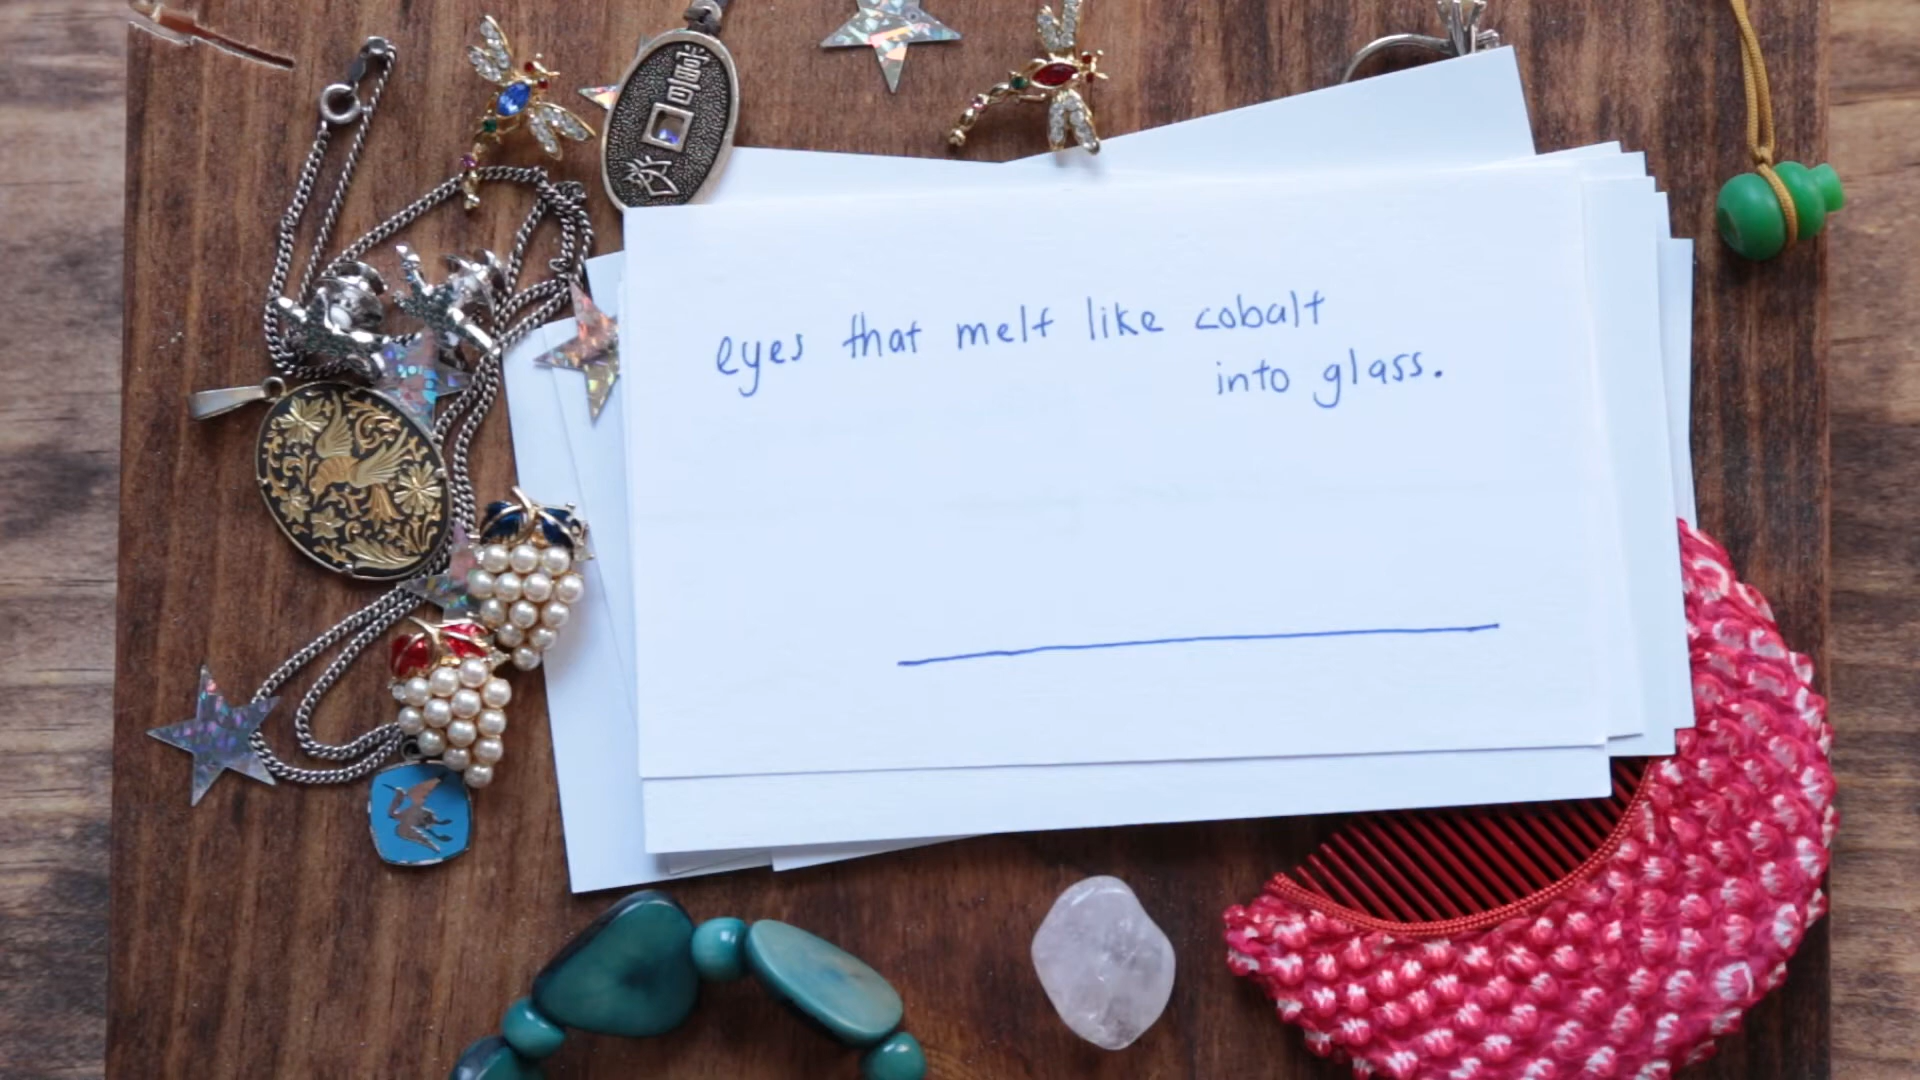 eyes that melt like cobalt
into glass.